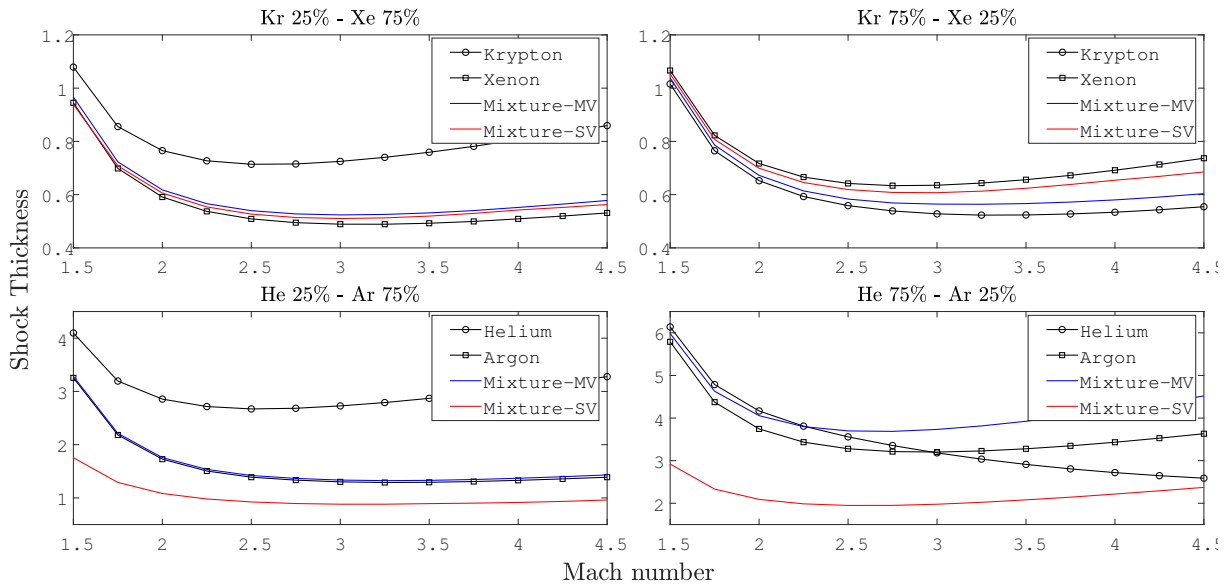 Kr 25% - Xe 75%
1.2
1
0.8
0.6
0.4
1.5 2 2.5 3 3.5 4 4.5
Krypton
Xenon
Mixture-MV
Mixture-SV
Kr 75% - Xe 25%
1.2
1
0.8
0.6
0.4
1.5 2 2.5 3 3.5 4 4.5
Krypton
Xenon
Mixture-MV
Mixture-SV
Shock Thickness
He 25% - Ar 75%
4
3
2
1
1.5 2 2.5 3 3.5 4 4.5
Helium
Argon
Mixture-MV
Mixture-SV
He 75% - Ar 25%
6
5
4
3
2
1.5 2 2.5 3 3.5 4 4.5
Helium
Argon
Mixture-MV
Mixture-SV
Mach number